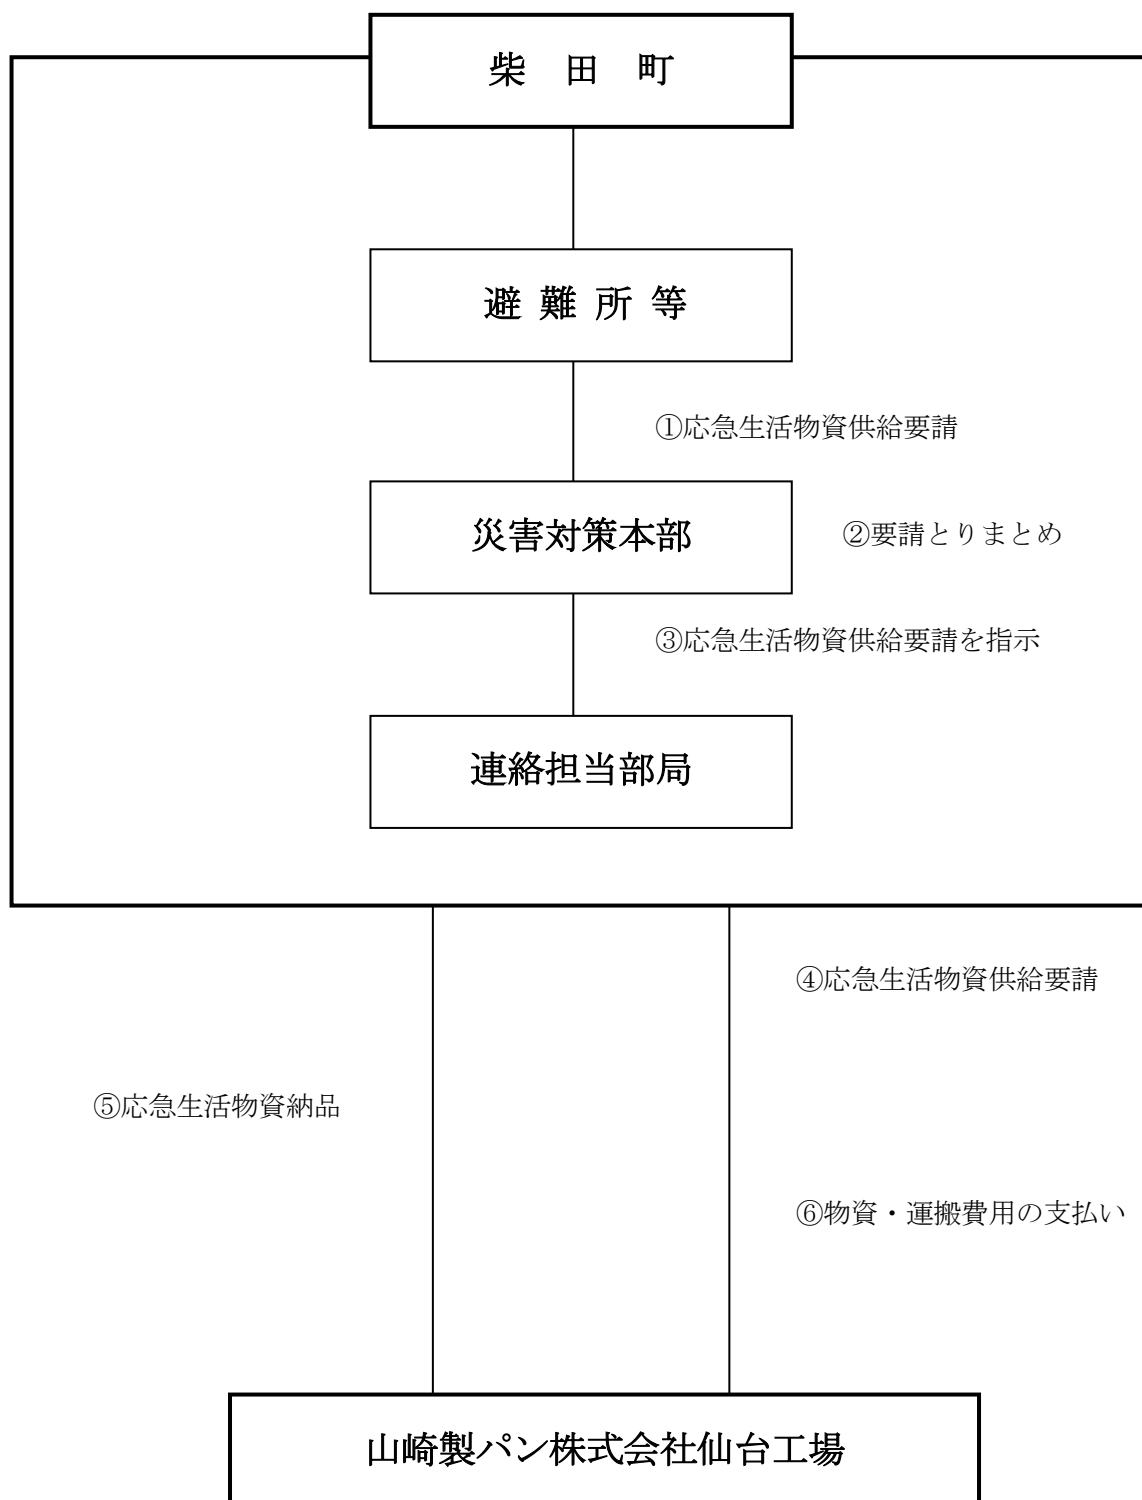 柴　田　町
避 難 所 等
①応急生活物資供給要請
災害対策本部
②要請とりまとめ
③応急生活物資供給要請を指示
連絡担当部局
④応急生活物資供給要請
⑤応急生活物資納品
⑥物資・運搬費用の支払い
山崎製パン株式会社仙台工場